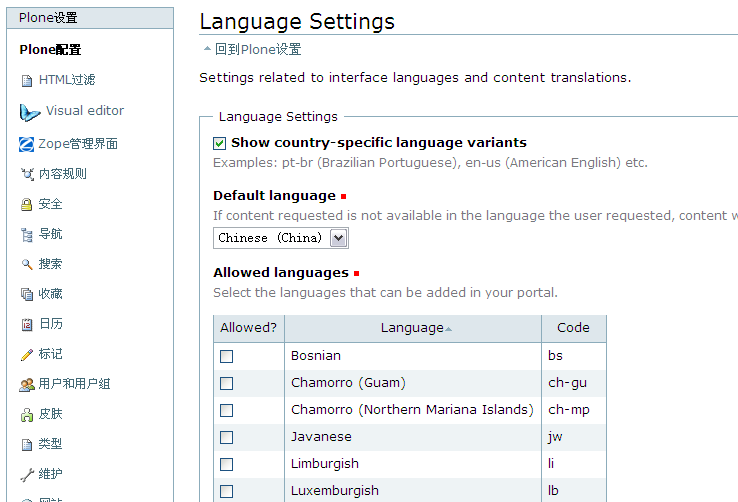 Plone设置
Plone配置
HTML过滤
Visual editor
Zope管理界面
内容规则
安全
导航
搜索
收藏
日历
标记
用户和用户组
皮肤
类型
维护
Language Settings
回到Plone设置
Settings related to interface languages and content translations.
Language Settings
Show country-specific language variants
Examples: pt-br (Brazilian Portuguese), en-us (American English) etc.
Default language
If content requested is not available in the language the user requested, content
Chinese (China)
Allowed languages
Select the languages that can be added in your portal.
Allowed? Language Code
Bosnian bs
Chamorro (Guam) ch-gu
Chamorro (Northern Mariana Islands) ch-mp
Javanese jw
Limburgish li
Luxemburgish lb